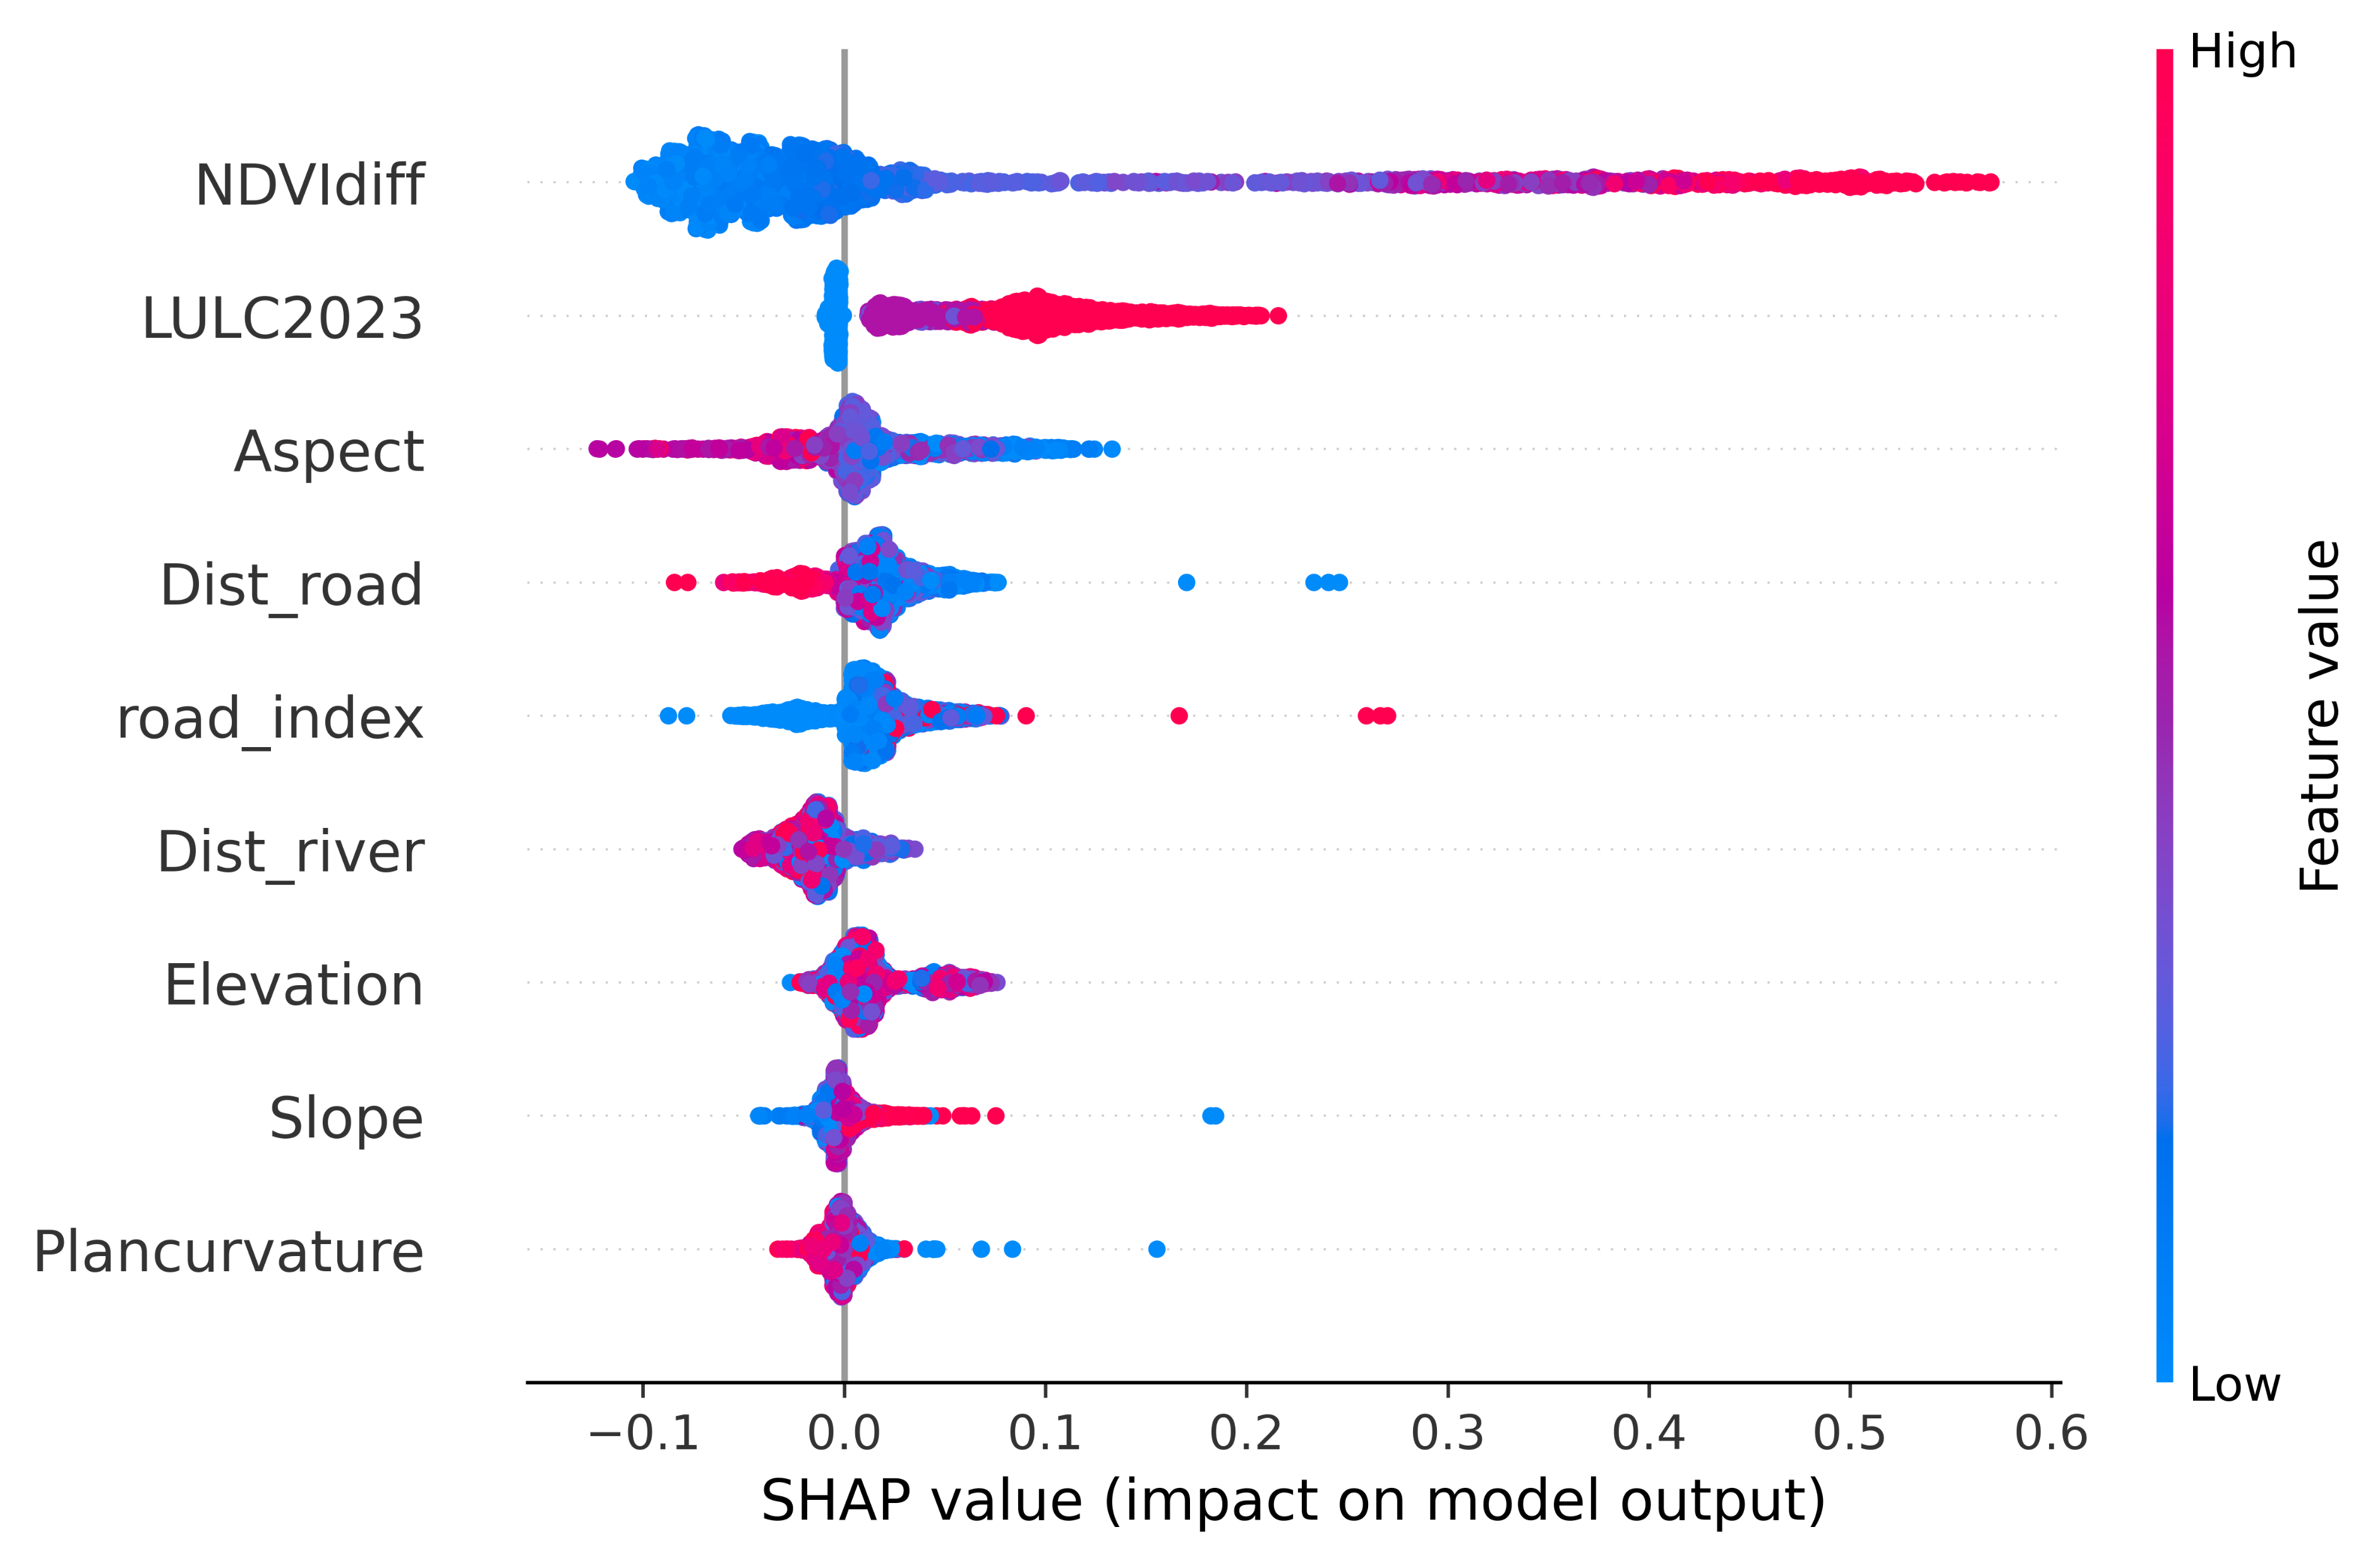 High
NDVIdiff
LULC2023
Aspect
Dist_road
road_index
Dist_river
Elevation
Slope
Plancurvature
Feature value
Low
−0.1 0.0 0.1 0.2 0.3 0.4 0.5 0.6
SHAP value (impact on model output)